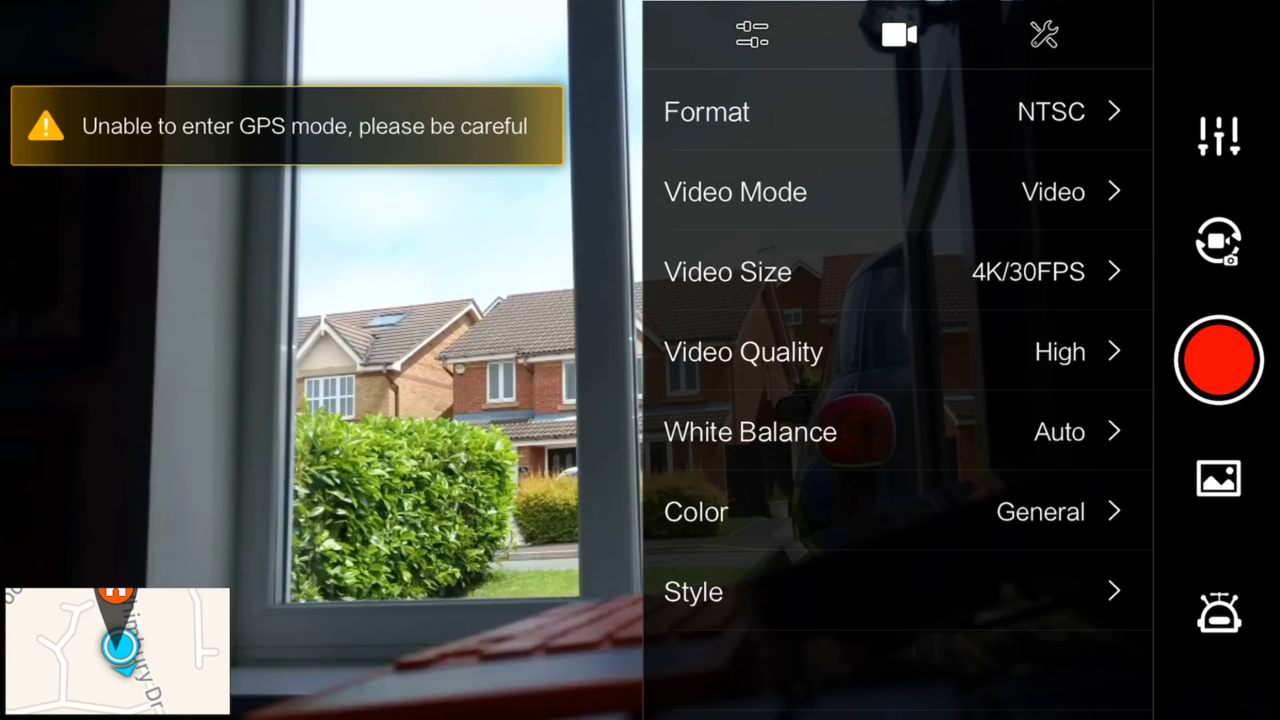 Unable to enter GPS mode, please be careful
Format NTSC
Video Mode Video
Video Size 4K/30FPS
Video Quality High
White Balance Auto
Color General
Style
H